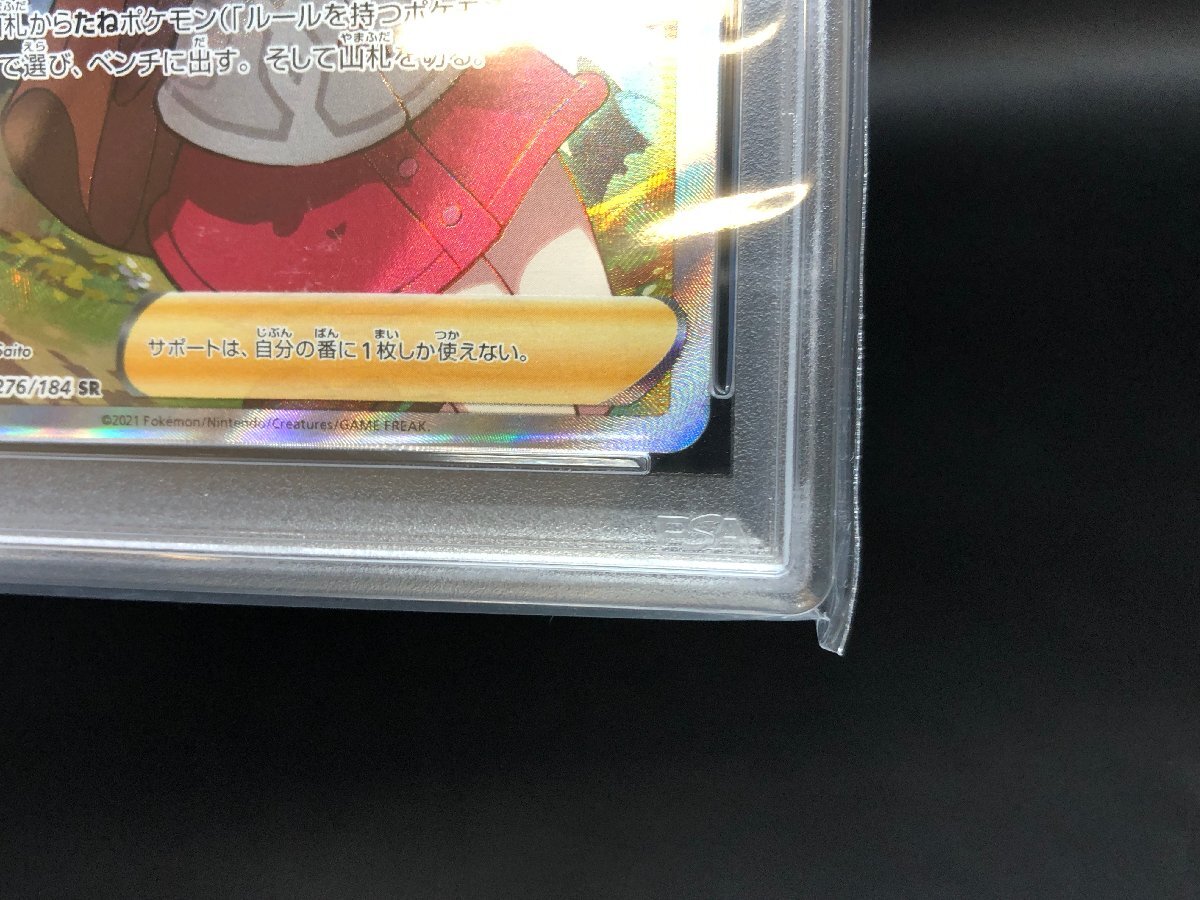 札からたねポケモン(「ルールを持つポケモ
で選び、ベンチに出す。そして山札を切る。
サポートは、自分の番に1枚しか使えない。
Saito
276/184 SR
©2021 Pokémon/Nintendo/Creatures/GAME FREAK.
PSA